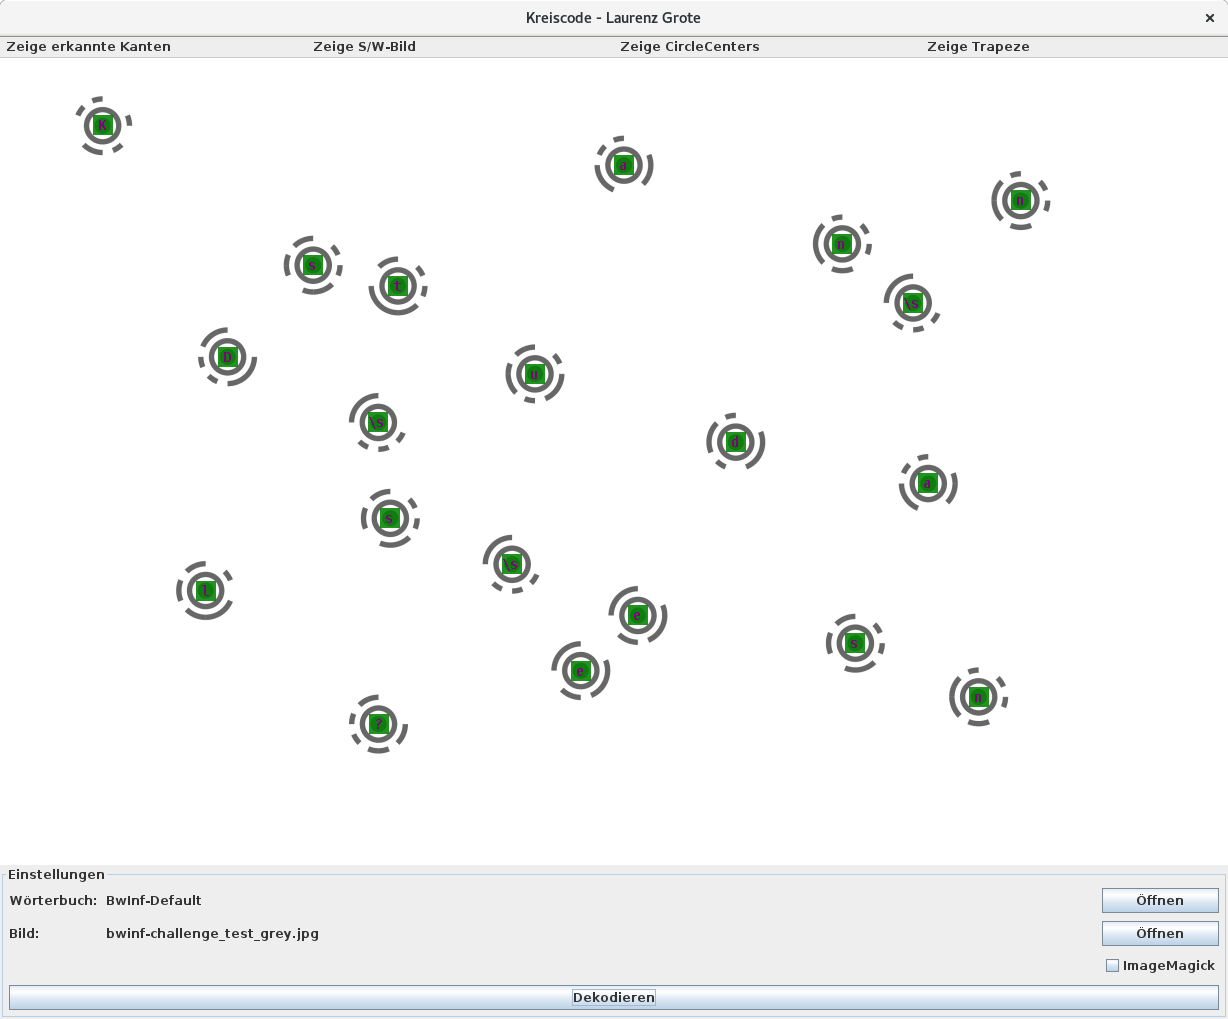 Kreiscode - Laurenz Grote ×
Zeige erkannte Kanten Zeige S/W-Bild Zeige CircleCenters Zeige Trapeze
K
a
n
n
s
t
\s
D
u
\s
d
a
s
\s
l
e
s
e
n
?
Einstellungen
Wörterbuch: BwInf-Default Öffnen
Bild: bwinf-challenge_test_grey.jpg Öffnen
ImageMagick
Dekodieren